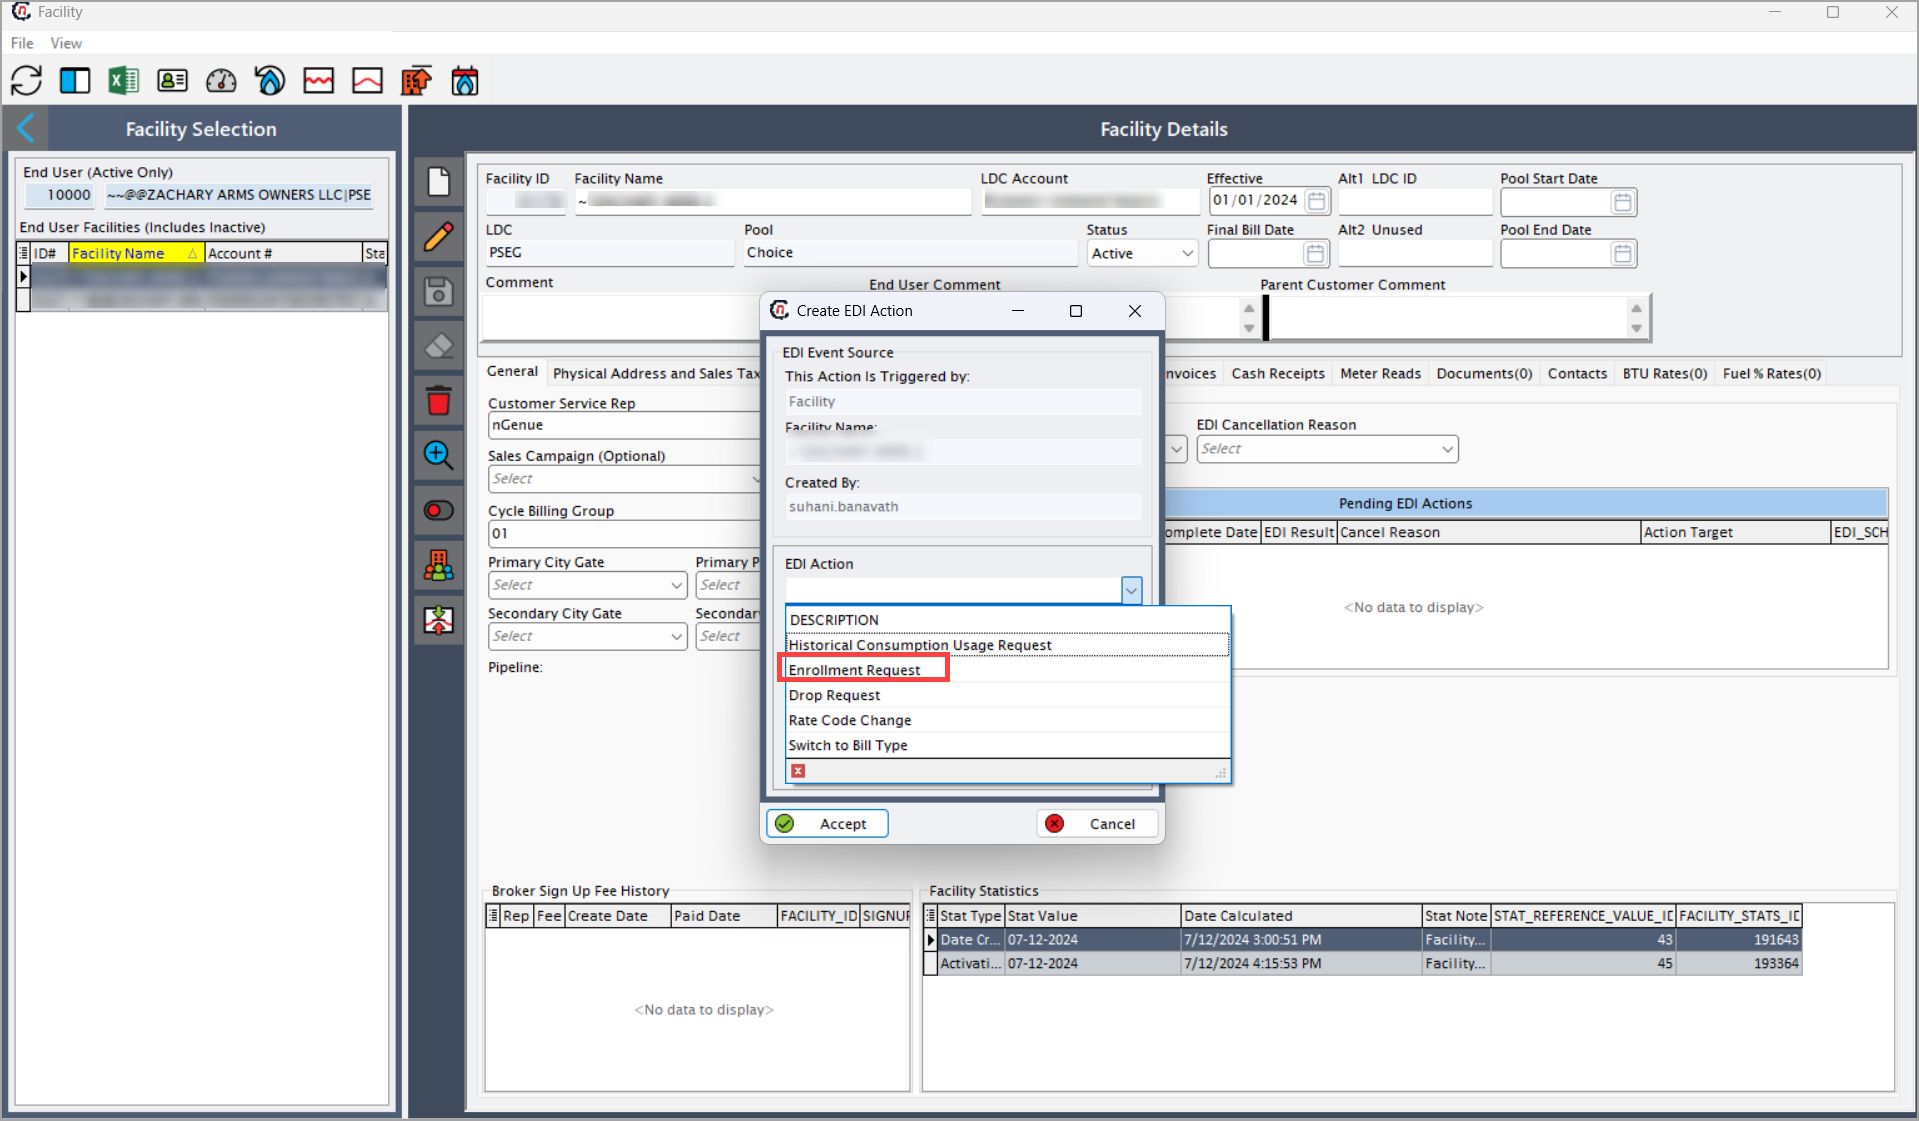 Facility
File View
Facility Selection
Facility Details
End User (Active Only)
10000 ~~@@ZACHARY ARMS OWNERS LLC|PSE
End User Facilities (Includes Inactive)
ID# Facility Name Account # Sta
Facility ID Facility Name LDC Account Effective Alt1 LDC ID Pool Start Date
~ 01/01/2024
LDC Pool Status Final Bill Date Alt2 Unused Pool End Date
PSEG Choice Active
Comment End User Comment Parent Customer Comment
General Physical Address and Sales Tax nvoices Cash Receipts Meter Reads Documents(0) Contacts BTU Rates(0) Fuel % Rates(0)
Customer Service Rep
nGenue
Sales Campaign (Optional)
Select
Cycle Billing Group
01
Primary City Gate Primary P
Select Select
Secondary City Gate Secondar
Select Select
Pipeline:
EDI Cancellation Reason
Select
Pending EDI Actions
omplete Date EDI Result Cancel Reason Action Target EDI_SCH
<No data to display>
Create EDI Action
EDI Event Source
This Action Is Triggered by:
Facility
Facility Name:
Created By:
suhani.banavath
EDI Action
DESCRIPTION
Historical Consumption Usage Request
Enrollment Request
Drop Request
Rate Code Change
Switch to Bill Type
Accept Cancel
Broker Sign Up Fee History
Rep Fee Create Date Paid Date FACILITY_ID SIGNUP
<No data to display>
Facility Statistics
Stat Type Stat Value Date Calculated Stat Note STAT_REFERENCE_VALUE_ID FACILITY_STATS_ID
Date Cr... 07-12-2024 7/12/2024 3:00:51 PM Facility... 43 191643
Activati... 07-12-2024 7/12/2024 4:15:53 PM Facility... 45 193364